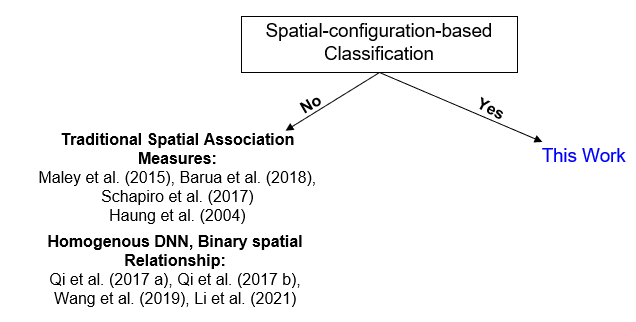 Spatial-configuration-based
Classification
No
Yes
Traditional Spatial Association
Measures:
Maley et al. (2015), Barua et al. (2018),
Schapiro et al. (2017)
Haung et al. (2004)
This Work
Homogenous DNN, Binary spatial
Relationship:
Qi et al. (2017 a), Qi et al. (2017 b),
Wang et al. (2019), Li et al. (2021)